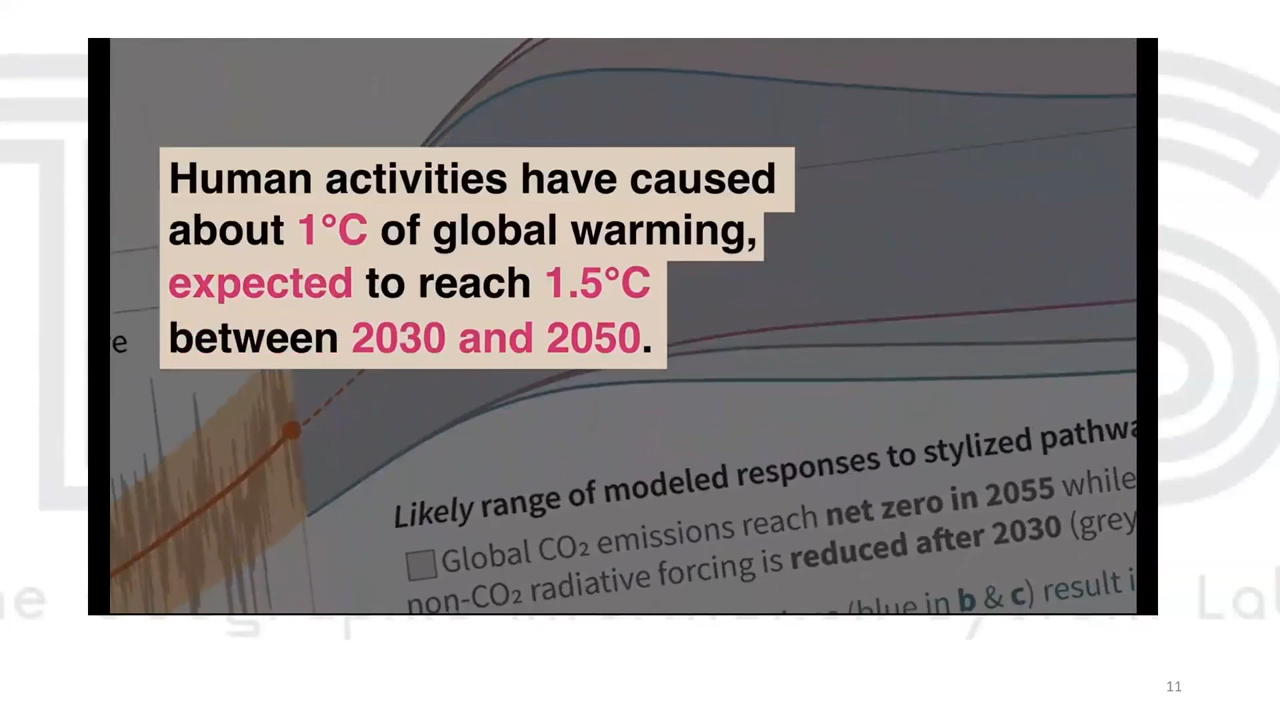 Human activities have caused
about 1°C of global warming,
expected to reach 1.5°C
between 2030 and 2050.
Likely range of modeled responses to stylized
Global CO₂ emissions reach net zero in 2055 while
non-CO₂ radiative forcing is reduced after 2030 (grey
(blue in b & c) result
11